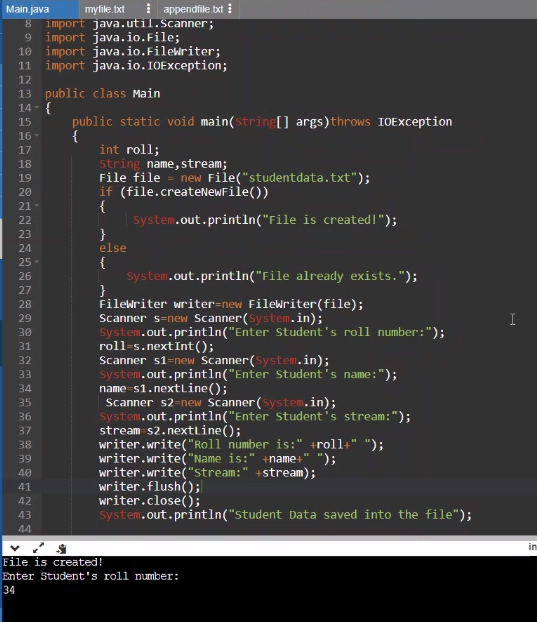 Main.java myfile.txt appendfile.txt
8 import java.util.Scanner;
9 import java.io.File;
10 import java.io.FileWriter;
11 import java.io.IOException;
12
13 public class Main
14 {
15 public static void main(String[] args)throws IOException
16 {
17 int roll;
18 String name,stream;
19 File file = new File("studentdata.txt");
20 if (file.createNewFile())
21 {
22 System.out.println("File is created!");
23 }
24 else
25 {
26 System.out.println("File already exists.");
27 }
28 FileWriter writer=new FileWriter(file);
29 Scanner s=new Scanner(System.in);
30 System.out.println("Enter Student's roll number:");
31 roll=s.nextInt();
32 Scanner s1=new Scanner(System.in);
33 System.out.println("Enter Student's name:");
34 name=s1.nextLine();
35 Scanner s2=new Scanner(System.in);
36 System.out.println("Enter Student's stream:");
37 stream=s2.nextLine();
38 writer.write("Roll number is:" +roll+" ");
39 writer.write("Name is:" +name+" ");
40 writer.write("Stream:" +stream);
41 writer.flush();
42 writer.close();
43 System.out.println("Student Data saved into the file");
44
in
File is created!
Enter Student's roll number:
34